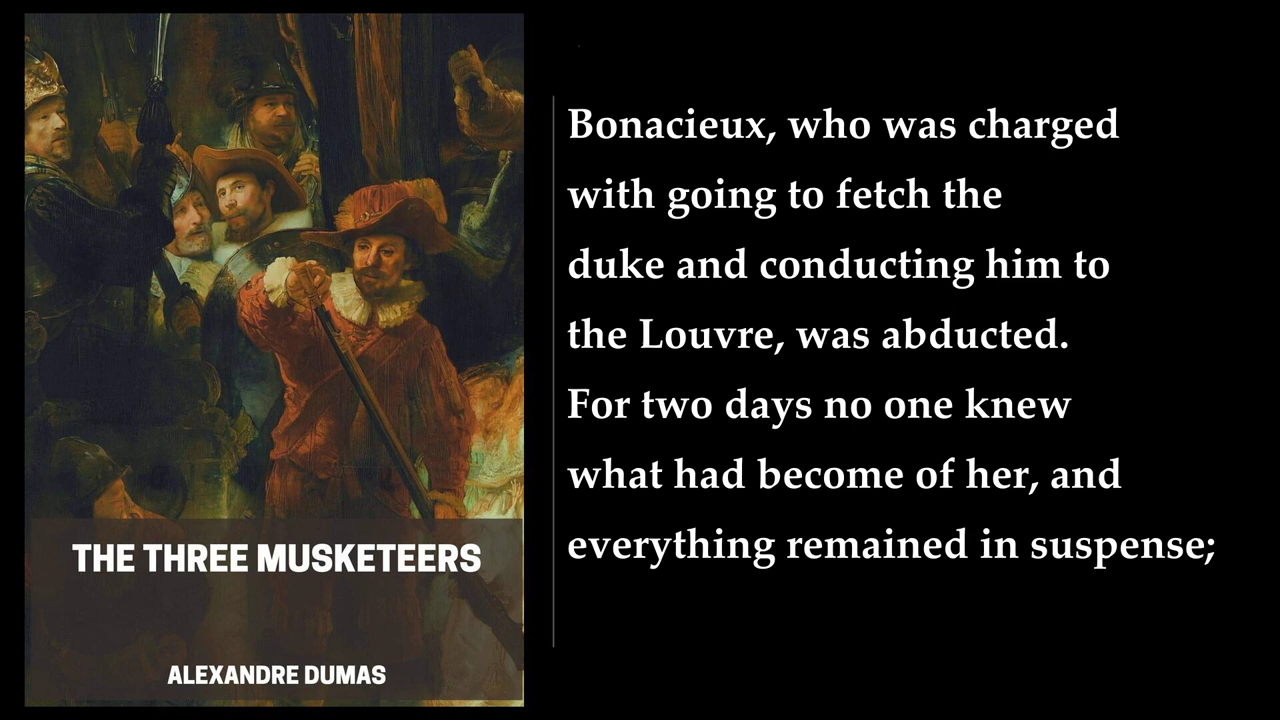 THE THREE MUSKETEERS
ALEXANDRE DUMAS
Bonacieux, who was charged
with going to fetch the
duke and conducting him to
the Louvre, was abducted.
For two days no one knew
what had become of her, and
everything remained in suspense;